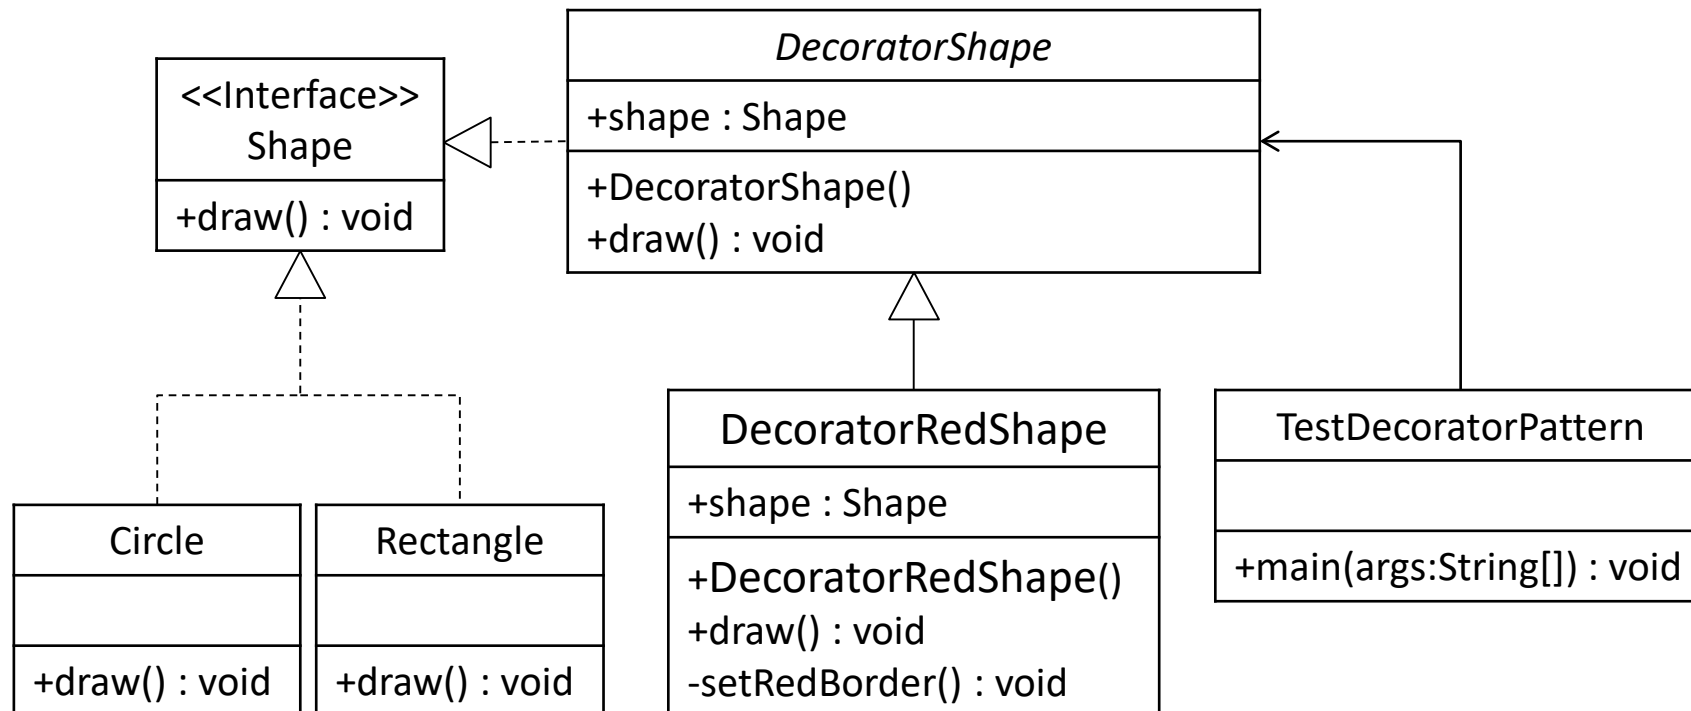 <<Interface>>
Shape
+draw() : void
DecoratorShape
+shape : Shape
+DecoratorShape()
+draw() : void
Circle
+draw() : void
Rectangle
+draw() : void
DecoratorRedShape
+shape : Shape
+DecoratorRedShape()
+draw() : void
-setRedBorder() : void
TestDecoratorPattern
+main(args:String[]) : void